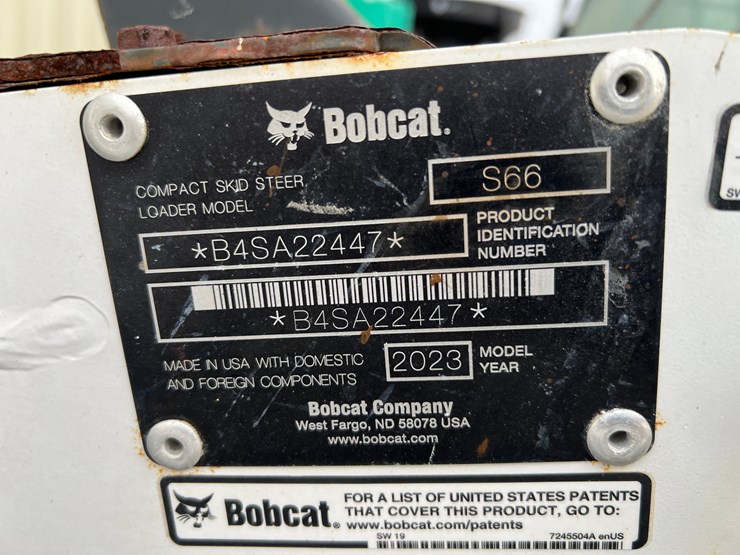 Bobcat.
COMPACT SKID STEER
LOADER MODEL
S66
*B4SA22447*
PRODUCT
IDENTIFICATION
NUMBER
*B4SA22447*
MADE IN USA WITH DOMESTIC
AND FOREIGN COMPONENTS
2023
MODEL
YEAR
Bobcat Company
West Fargo, ND 58078 USA
www.bobcat.com
Bobcat.
FOR A LIST OF UNITED STATES PATENTS
THAT COVER THIS PRODUCT, GO TO:
www.bobcat.com/patents
SW 19
7245504A enUS
SW